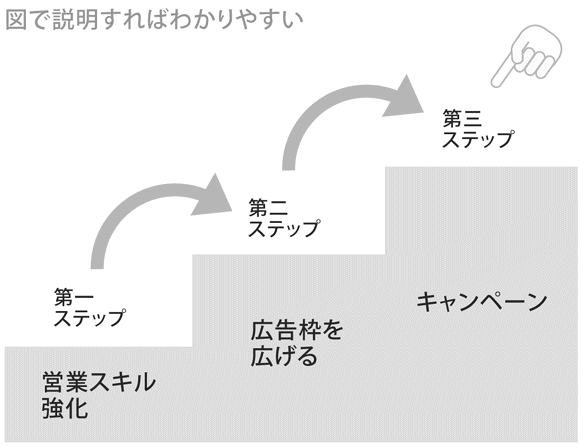 図で説明すればわかりやすい
第一
ステップ
営業スキル
強化
第二
ステップ
広告枠を
広げる
第三
ステップ
キャンペーン